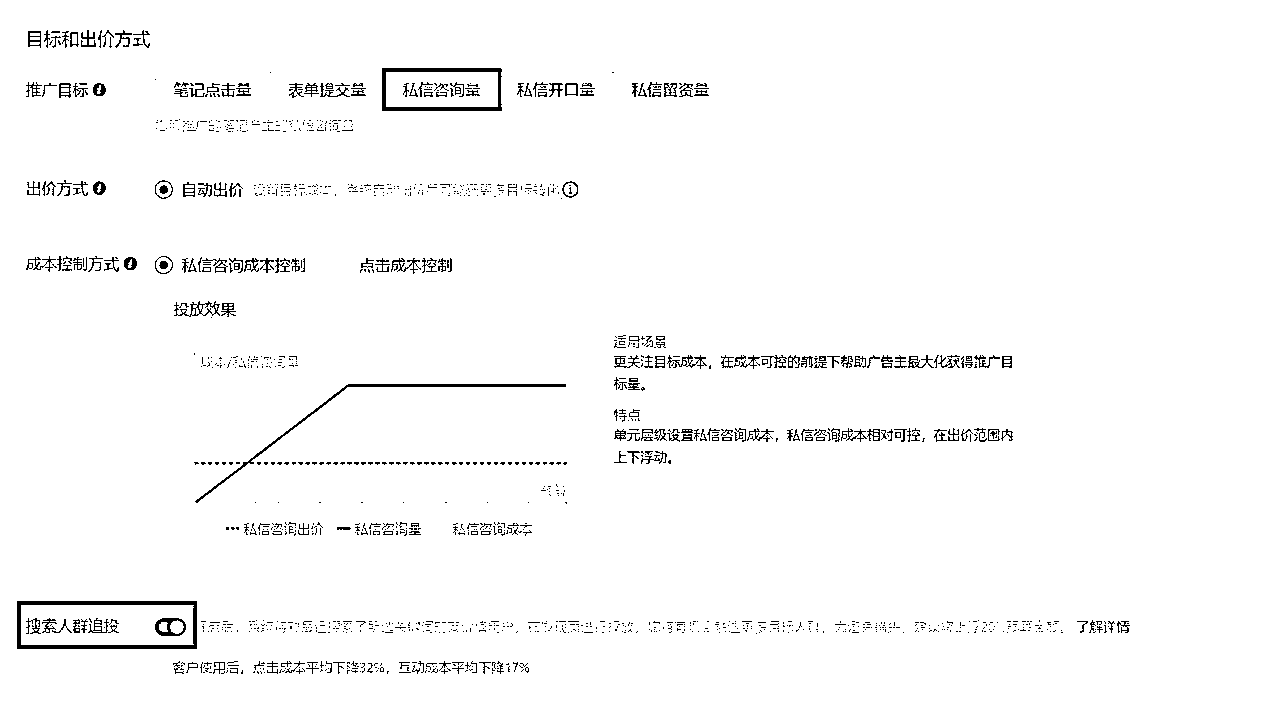 目标和出价方式
推广目标 笔记点击量 表单提交量 私信咨询量 私信开口量 私信留资量
出价方式 自动出价
成本控制方式 私信咨询成本控制 点击成本控制
投放效果
适用场景
更关注目标成本，在成本可控的前提下帮助广告主最大化获得推广目
标量。
特点
单元层级设置私信咨询成本，私信咨询成本相对可控，在出价范围内
上下浮动。
私信咨询出价 私信咨询量 私信咨询成本
搜索人群追投 了解详情
客户使用后，点击成本平均下降32%，互动成本平均下降17%